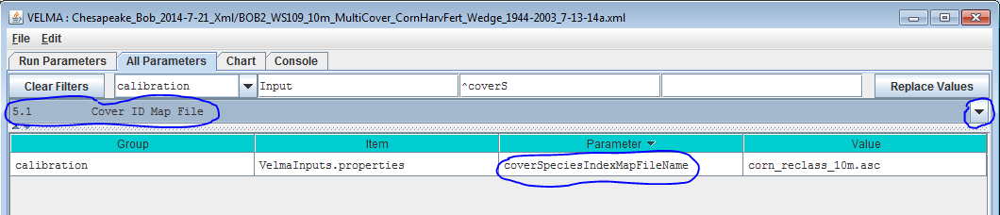 VELMA : Chesapeake_Bob_2014-7-21_Xml/BOB2_WS109_10m_MultiCover_CornHarvFert_Wedge_1944-2003_7-13-14a.xml
File Edit
Run Parameters All Parameters Chart Console
Clear Filters calibration Input ^coverS Replace Values
5.1 Cover ID Map File
Group Item Parameter Value
calibration VelmaInputs.properties coverSpeciesIndexMapFileName corn_reclass_10m.asc